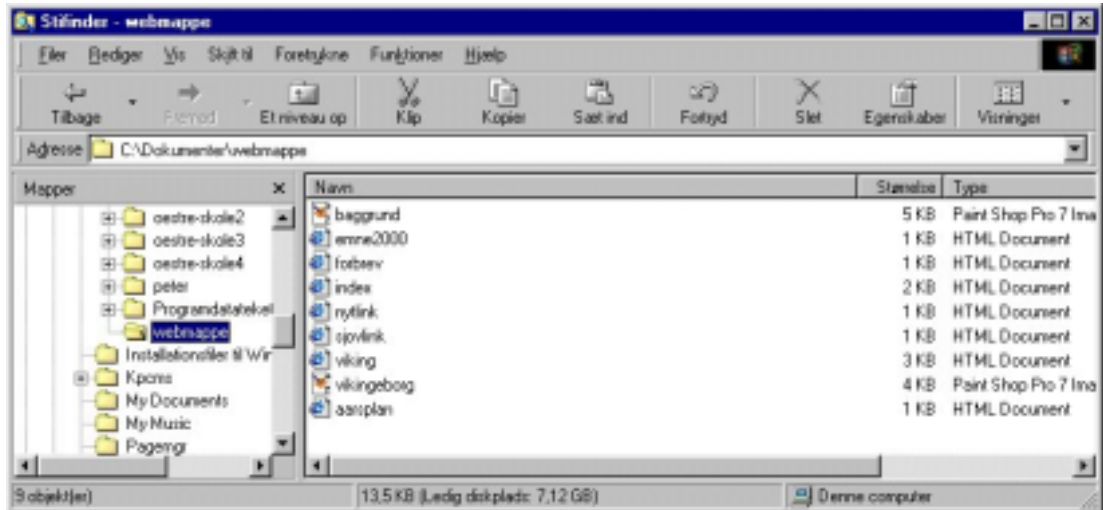 Stifinder - webmappe
Filer Rediger Vis Skift til Foretrukne Funktioner Hjælp
Tilbage Fremad Et niveau op Klip Kopier Sæt ind Fortryd Slet Egenskaber Visninger
Adresse C:\Dokumenter\webmappe
Mapper
oestre-skole2
oestre-skole3
oestre-skole4
peter
Programdatateket
webmappe
Installationsfiler til Wir
Kpcms
My Documents
My Music
Pagemgr
Navn Størrelse Type
baggrund 5 KB Paint Shop Pro 7 Ima
emne2000 1 KB HTML Document
forbrev 1 KB HTML Document
index 2 KB HTML Document
nytlink 1 KB HTML Document
sjovlink 1 KB HTML Document
viking 3 KB HTML Document
vikingeborg 4 KB Paint Shop Pro 7 Ima
aarsplan 1 KB HTML Document
9 objekt(er) 13,5 KB (Ledig diskplads: 7,12 GB) Denne computer